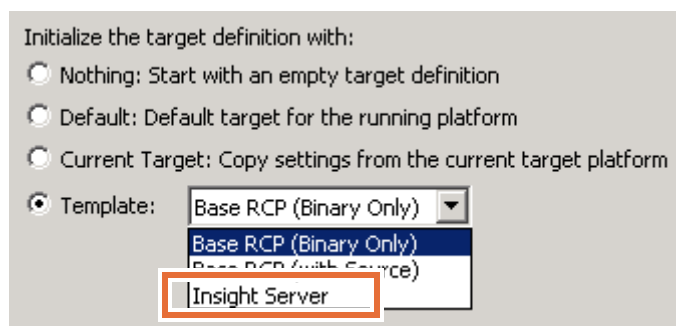 Initialize the target definition with:
Nothing: Start with an empty target definition
Default: Default target for the running platform
Current Target: Copy settings from the current target platform
Template: Base RCP (Binary Only)
Base RCP (Binary Only)
Base RCP (with Source)
Insight Server